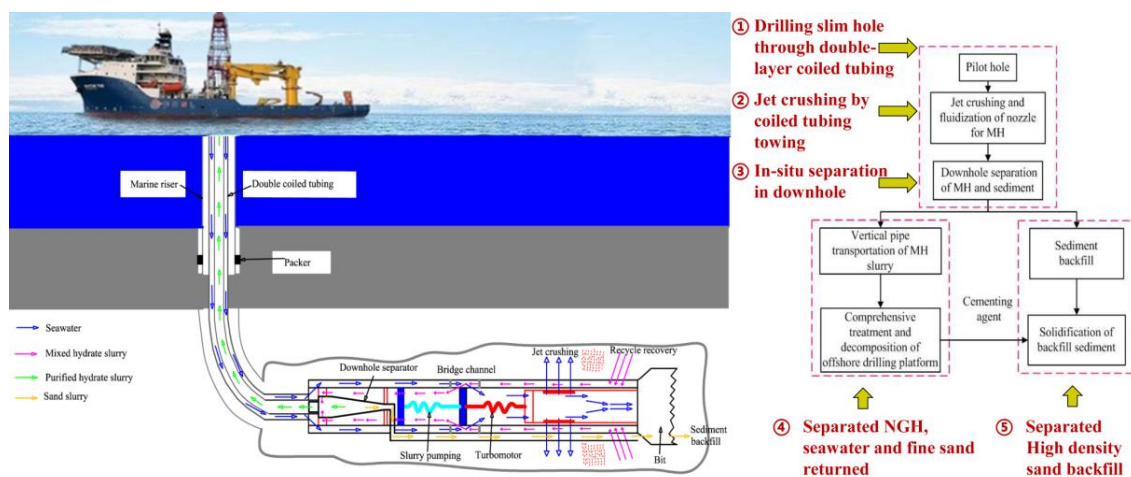 Marine riser
Double coiled tubing
Packer
Seawater
Mixed hydrate slurry
Purified hydrate slurry
Sand slurry
Downhole separator
Bridge channel
Jet crushing
Recycle recovery
Slurry pumping
Turbomotor
Bit
Sediment
backfill
① Drilling slim hole
through double-
layer coiled tubing
② Jet crushing by
coiled tubing
towing
③ In-situ separation
in downhole
Pilot hole
Jet crushing and
fluidization of nozzle
for MH
Downhole separation
of MH and sediment
Vertical pipe
transportation of MH
slurry
Sediment
backfill
Cementing
agent
Comprehensive
treatment and
decomposition of
offshore drilling platform
Solidification of
backfill sediment
④ Separated NGH,
seawater and fine sand
returned
⑤ Separated
High density
sand backfill